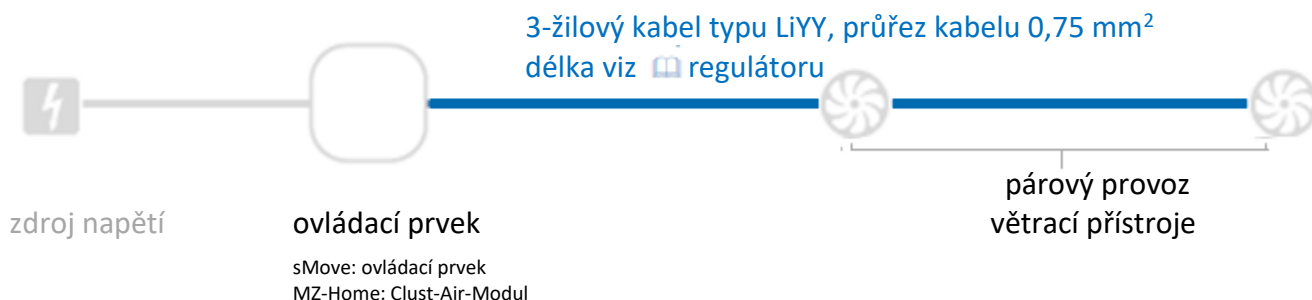 3-žilový kabel typu LiYY, průřez kabelu 0,75 mm²
délka viz regulátoru
párový provoz
zdroj napětí ovládací prvek větrací přístroje
sMove: ovládací prvek
MZ-Home: Clust-Air-Modul